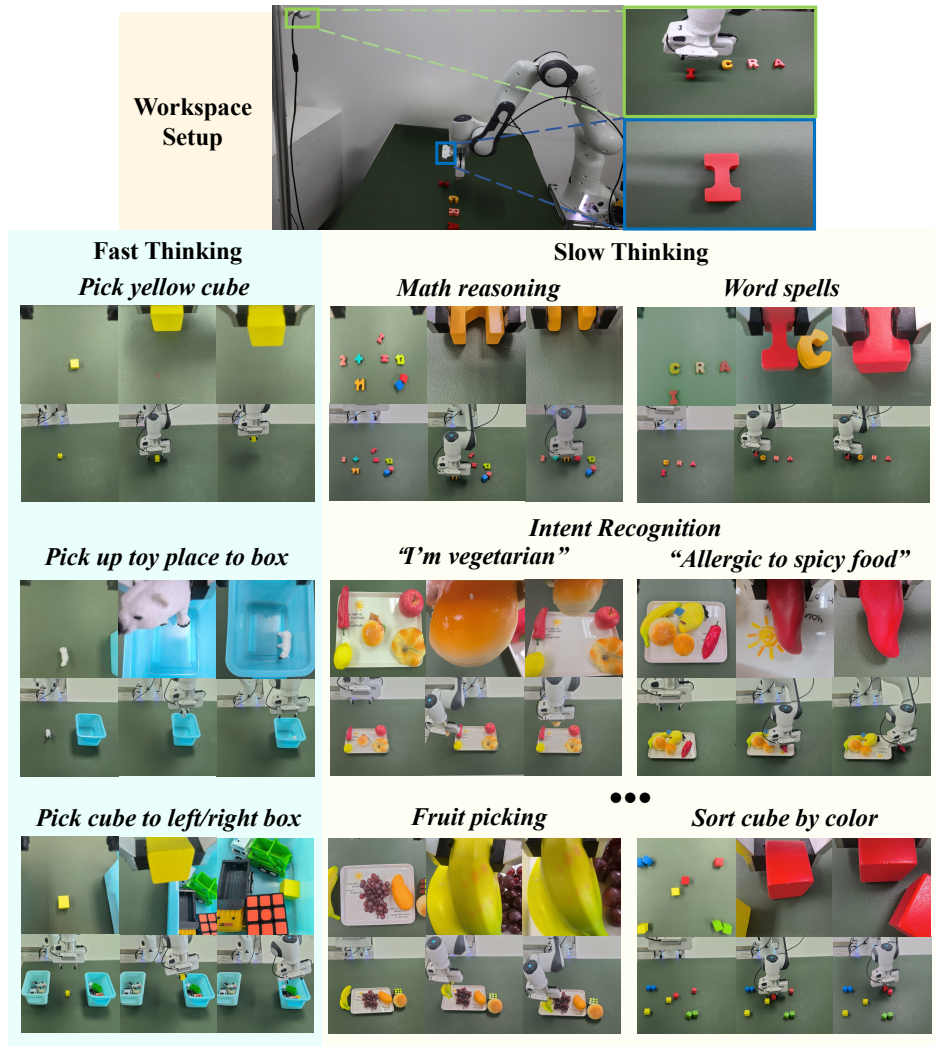 Workspace
Setup
I C R A
I
C
R
A
Fast Thinking
Slow Thinking
Pick yellow cube
Math reasoning
Word spells
2 +
11
C R A
I
I C
Intent Recognition
Pick up toy place to box
“I’m vegetarian”
“Allergic to spicy food”
•••
Pick cube to left/right box
Fruit picking
Sort cube by color